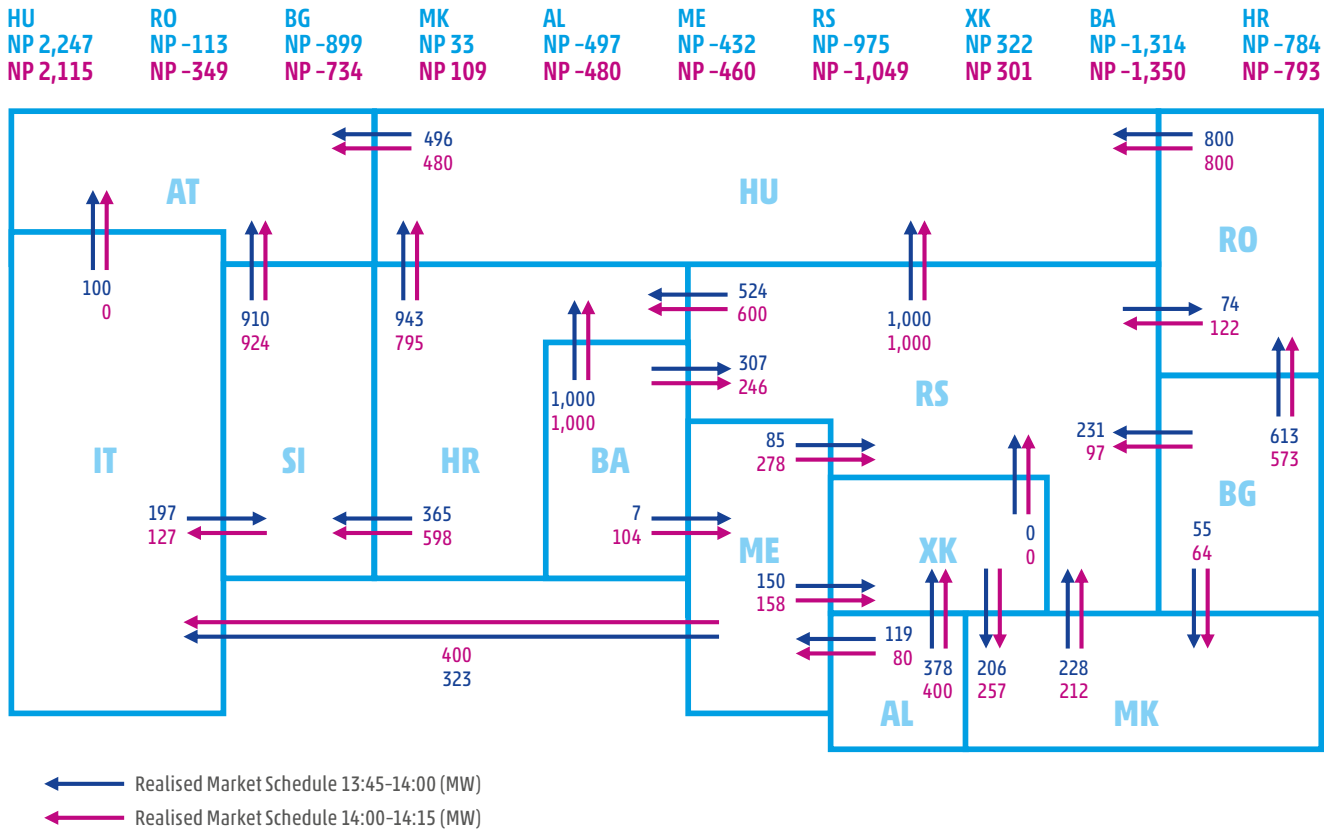 HU RO BG MK AL ME RS XK BA HR
NP 2,247 NP -113 NP -899 NP 33 NP -497 NP -432 NP -975 NP 322 NP -1,314 NP -784
NP 2,115 NP -349 NP -734 NP 109 NP -480 NP -460 NP -1,049 NP 301 NP -1,350 NP -793
496 800
480 800
AT HU
RO
100
0
524 74
600 122
910 943 1,000
924 795 1,000
307
246
RS
1,000
1,000
85 231 613
278 97 573
IT SI HR BA
BG
197 365 7 0 55
127 598 104 0 64
ME XK
150
158
119
80
400
323
378 206 228
400 257 212
AL MK
Realised Market Schedule 13:45–14:00 (MW)
Realised Market Schedule 14:00–14:15 (MW)